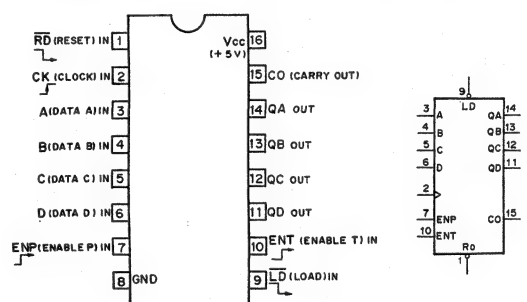 RD (RESET) IN 1
CK (CLOCK) IN 2
A (DATA A) IN 3
B (DATA B) IN 4
C (DATA C) IN 5
D (DATA D) IN 6
ENP (ENABLE P) IN 7
8 GND
Vcc 16
(+5V)
15 CO (CARRY OUT)
14 QA OUT
13 QB OUT
12 QC OUT
11 QD OUT
10 ENT (ENABLE T) IN
9 LD (LOAD) IN
9
LD
3 A QA 14
4 B QB 13
5 C QC 12
6 D QD 11
2
7 ENP CO 15
10 ENT
RD
1